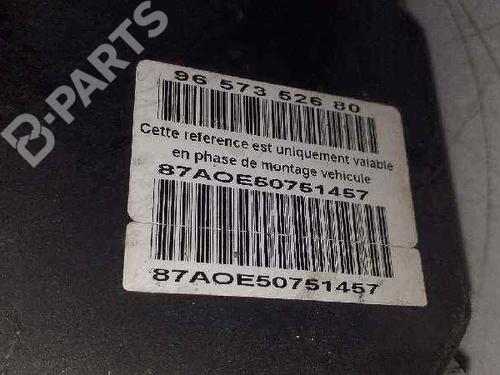 B-PARTS
96 573 526 80
Cette reference est uniquement valable
en phase de montage vehicule
87AOE50751457
87AOE50751457